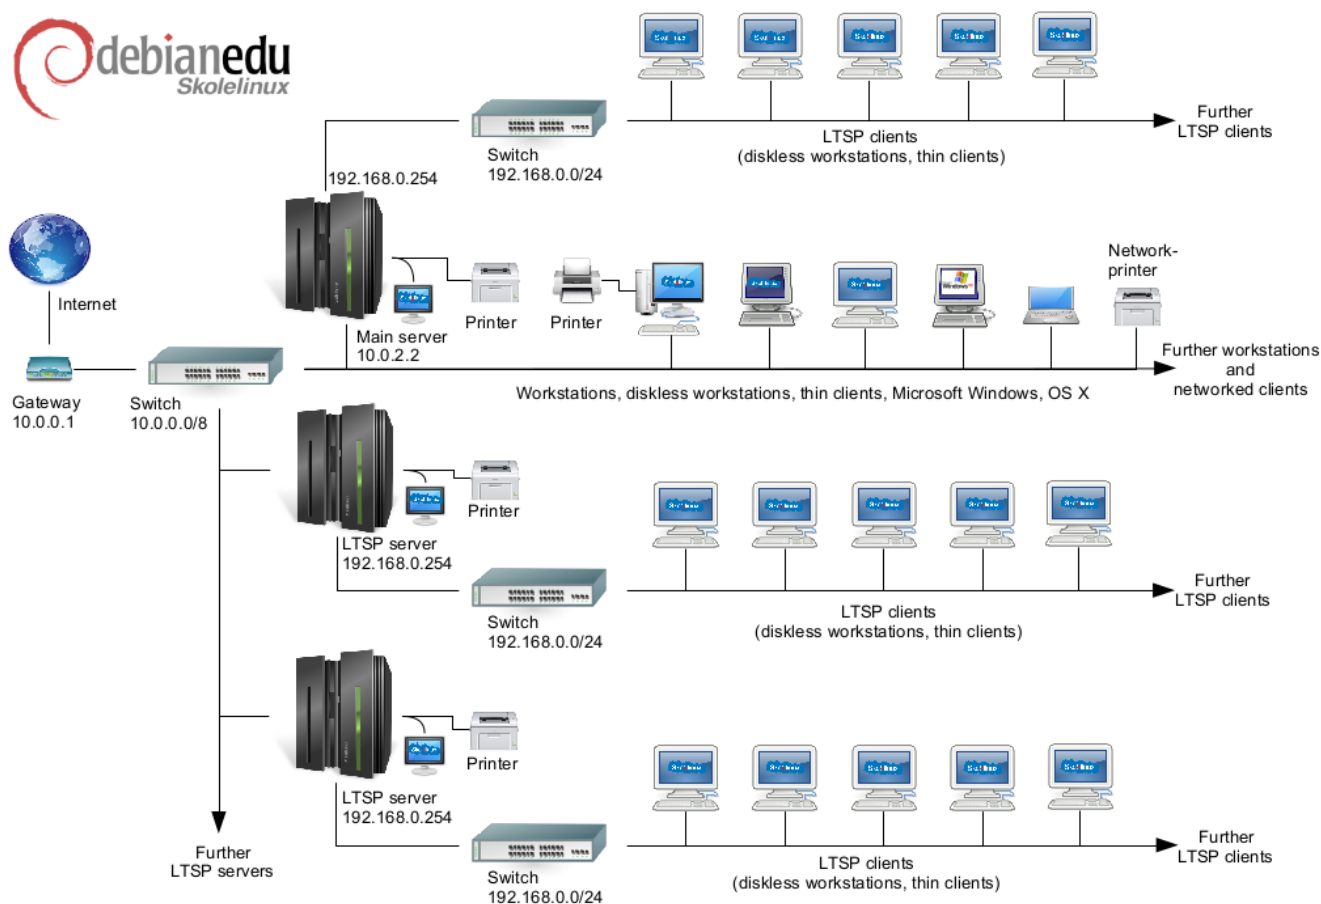 debianedu
Skolelinux
Switch
192.168.0.0/24
LTSP clients
(diskless workstations, thin clients)
Further
LTSP clients
192.168.0.254
Internet
Main server
10.0.2.2
Printer
Printer
Network-
printer
Windows
Gateway
10.0.0.1
Switch
10.0.0.0/8
Workstations, diskless workstations, thin clients, Microsoft Windows, OS X
Further workstations
and
networked clients
Printer
LTSP server
192.168.0.254
Switch
192.168.0.0/24
LTSP clients
(diskless workstations, thin clients)
Further
LTSP clients
Printer
LTSP server
192.168.0.254
Further
LTSP servers
Switch
192.168.0.0/24
LTSP clients
(diskless workstations, thin clients)
Further
LTSP clients